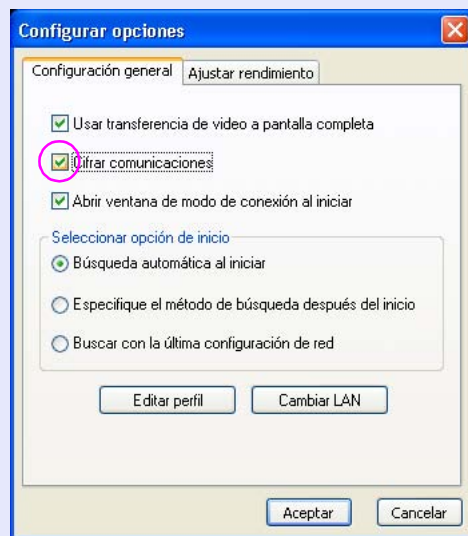 Configurar opciones
Configuración general
Ajustar rendimiento
Usar transferencia de video a pantalla completa
Cifrar comunicaciones
Abrir ventana de modo de conexión al iniciar
Seleccionar opción de inicio
Búsqueda automática al iniciar
Especifique el método de búsqueda después del inicio
Buscar con la última configuración de red
Editar perfil
Cambiar LAN
Aceptar
Cancelar